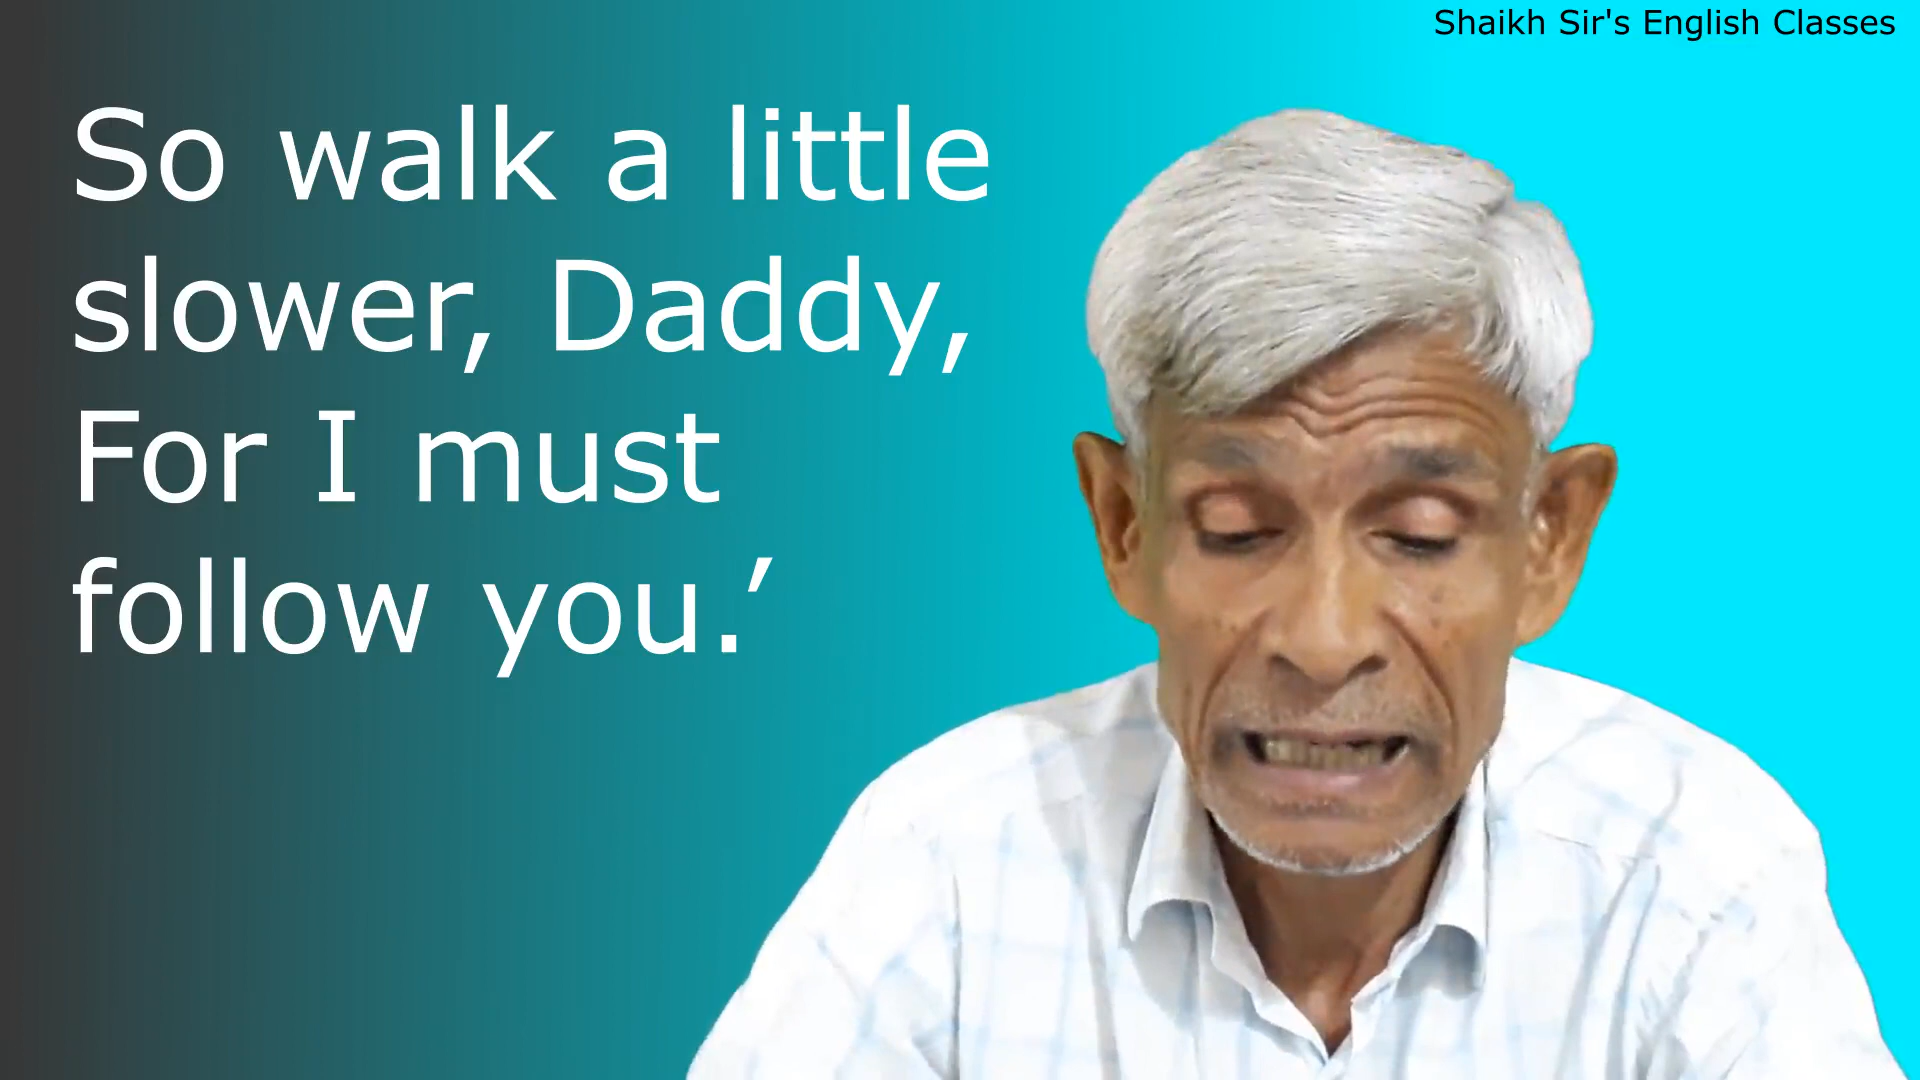 Shaikh Sir's English Classes
So walk a little
slower, Daddy,
For I must
follow you.’